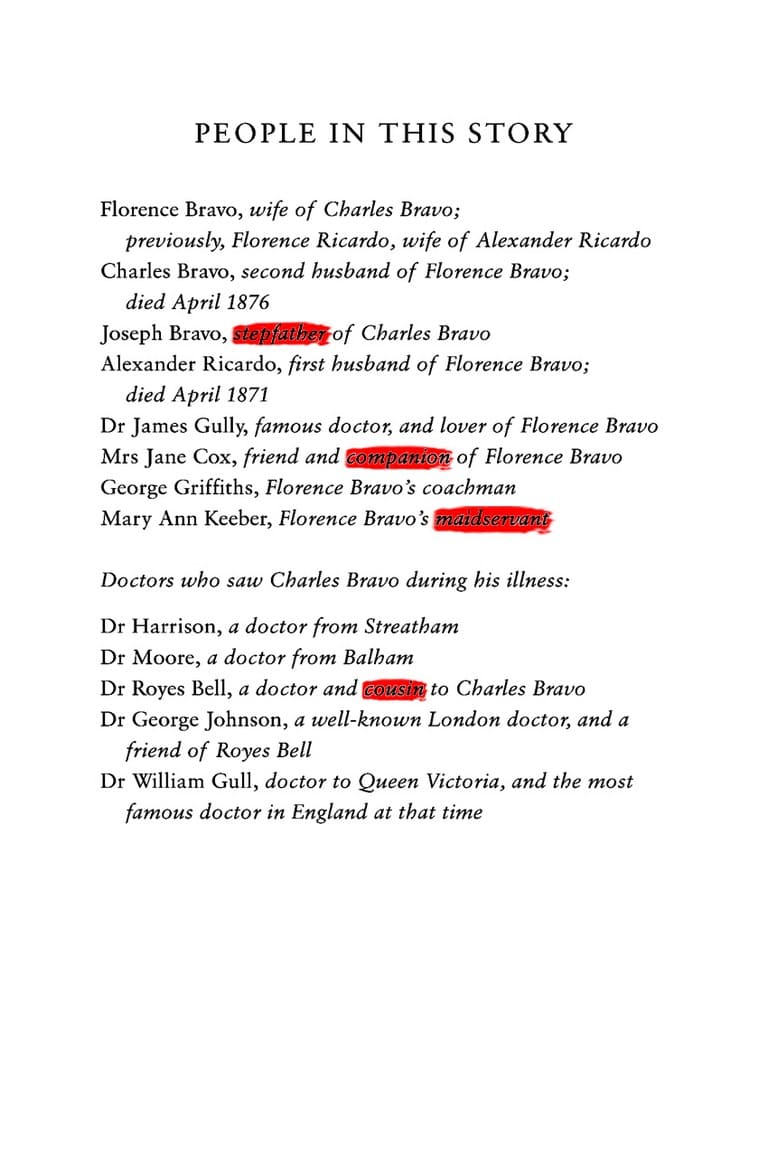 PEOPLE IN THIS STORY
Florence Bravo, wife of Charles Bravo;
previously, Florence Ricardo, wife of Alexander Ricardo
Charles Bravo, second husband of Florence Bravo;
died April 1876
Joseph Bravo, stepfather of Charles Bravo
Alexander Ricardo, first husband of Florence Bravo;
died April 1871
Dr James Gully, famous doctor, and lover of Florence Bravo
Mrs Jane Cox, friend and companion of Florence Bravo
George Griffiths, Florence Bravo's coachman
Mary Ann Keeber, Florence Bravo's maidservant
Doctors who saw Charles Bravo during his illness:
Dr Harrison, a doctor from Streatham
Dr Moore, a doctor from Balham
Dr Royes Bell, a doctor and cousin to Charles Bravo
Dr George Johnson, a well-known London doctor, and a
friend of Royes Bell
Dr William Gull, doctor to Queen Victoria, and the most
famous doctor in England at that time